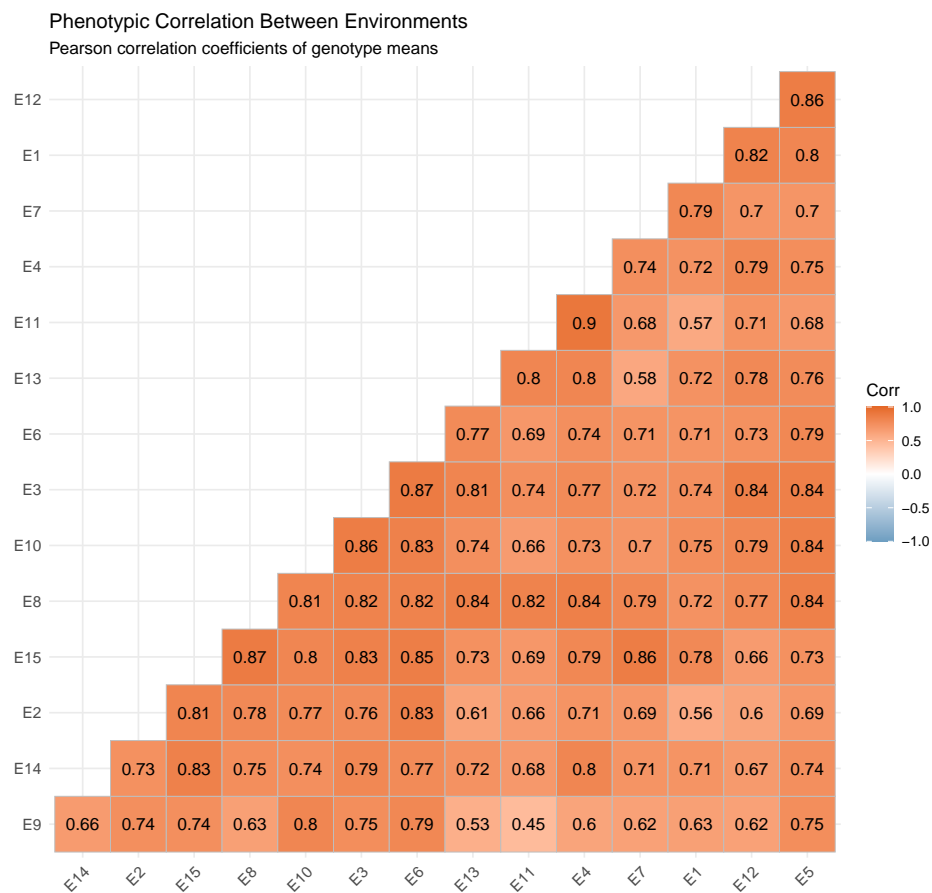 Phenotypic Correlation Between Environments
Pearson correlation coefficients of genotype means
E12 0.86
E1 0.82 0.8
E7 0.79 0.7 0.7
E4 0.74 0.72 0.79 0.75
E11 0.9 0.68 0.57 0.71 0.68
E13 0.8 0.8 0.58 0.72 0.78 0.76
E6 0.77 0.69 0.74 0.71 0.71 0.73 0.79
E3 0.87 0.81 0.74 0.77 0.72 0.74 0.84 0.84
E10 0.86 0.83 0.74 0.66 0.73 0.7 0.75 0.79 0.84
E8 0.81 0.82 0.82 0.84 0.82 0.84 0.79 0.72 0.77 0.84
E15 0.87 0.8 0.83 0.85 0.73 0.69 0.79 0.86 0.78 0.66 0.73
E2 0.81 0.78 0.77 0.76 0.83 0.61 0.66 0.71 0.69 0.56 0.6 0.69
E14 0.73 0.83 0.75 0.74 0.79 0.77 0.72 0.68 0.8 0.71 0.71 0.67 0.74
E9 0.66 0.74 0.74 0.63 0.8 0.75 0.79 0.53 0.45 0.6 0.62 0.63 0.62 0.75
E14 E2 E15 E8 E10 E3 E6 E13 E11 E4 E7 E1 E12 E5
Corr
1.0
0.5
0.0
−0.5
−1.0